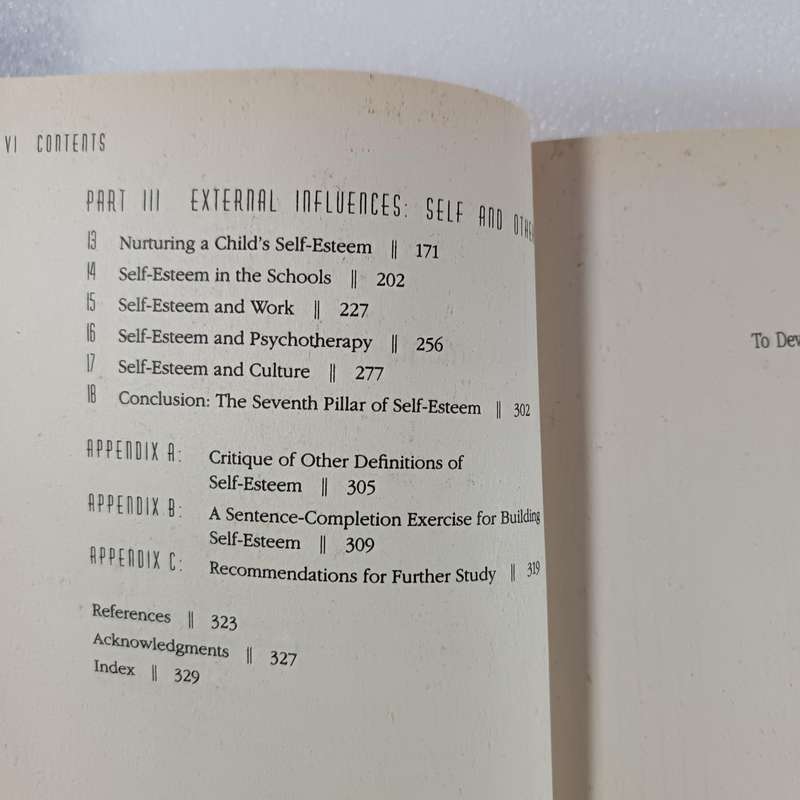 VI CONTENTS
PART III EXTERNAL INFLUENCES: SELF AND
13 Nurturing a Child's Self-Esteem || 171
14 Self-Esteem in the Schools || 202
15 Self-Esteem and Work || 227
16 Self-Esteem and Psychotherapy || 256
17 Self-Esteem and Culture || 277
18 Conclusion: The Seventh Pillar of Self-Esteem || 302
APPENDIX A: Critique of Other Definitions of
Self-Esteem || 305
APPENDIX B: A Sentence-Completion Exercise for Building
Self-Esteem || 309
APPENDIX C: Recommendations for Further Study || 319
References || 323
Acknowledgments || 327
Index || 329
To